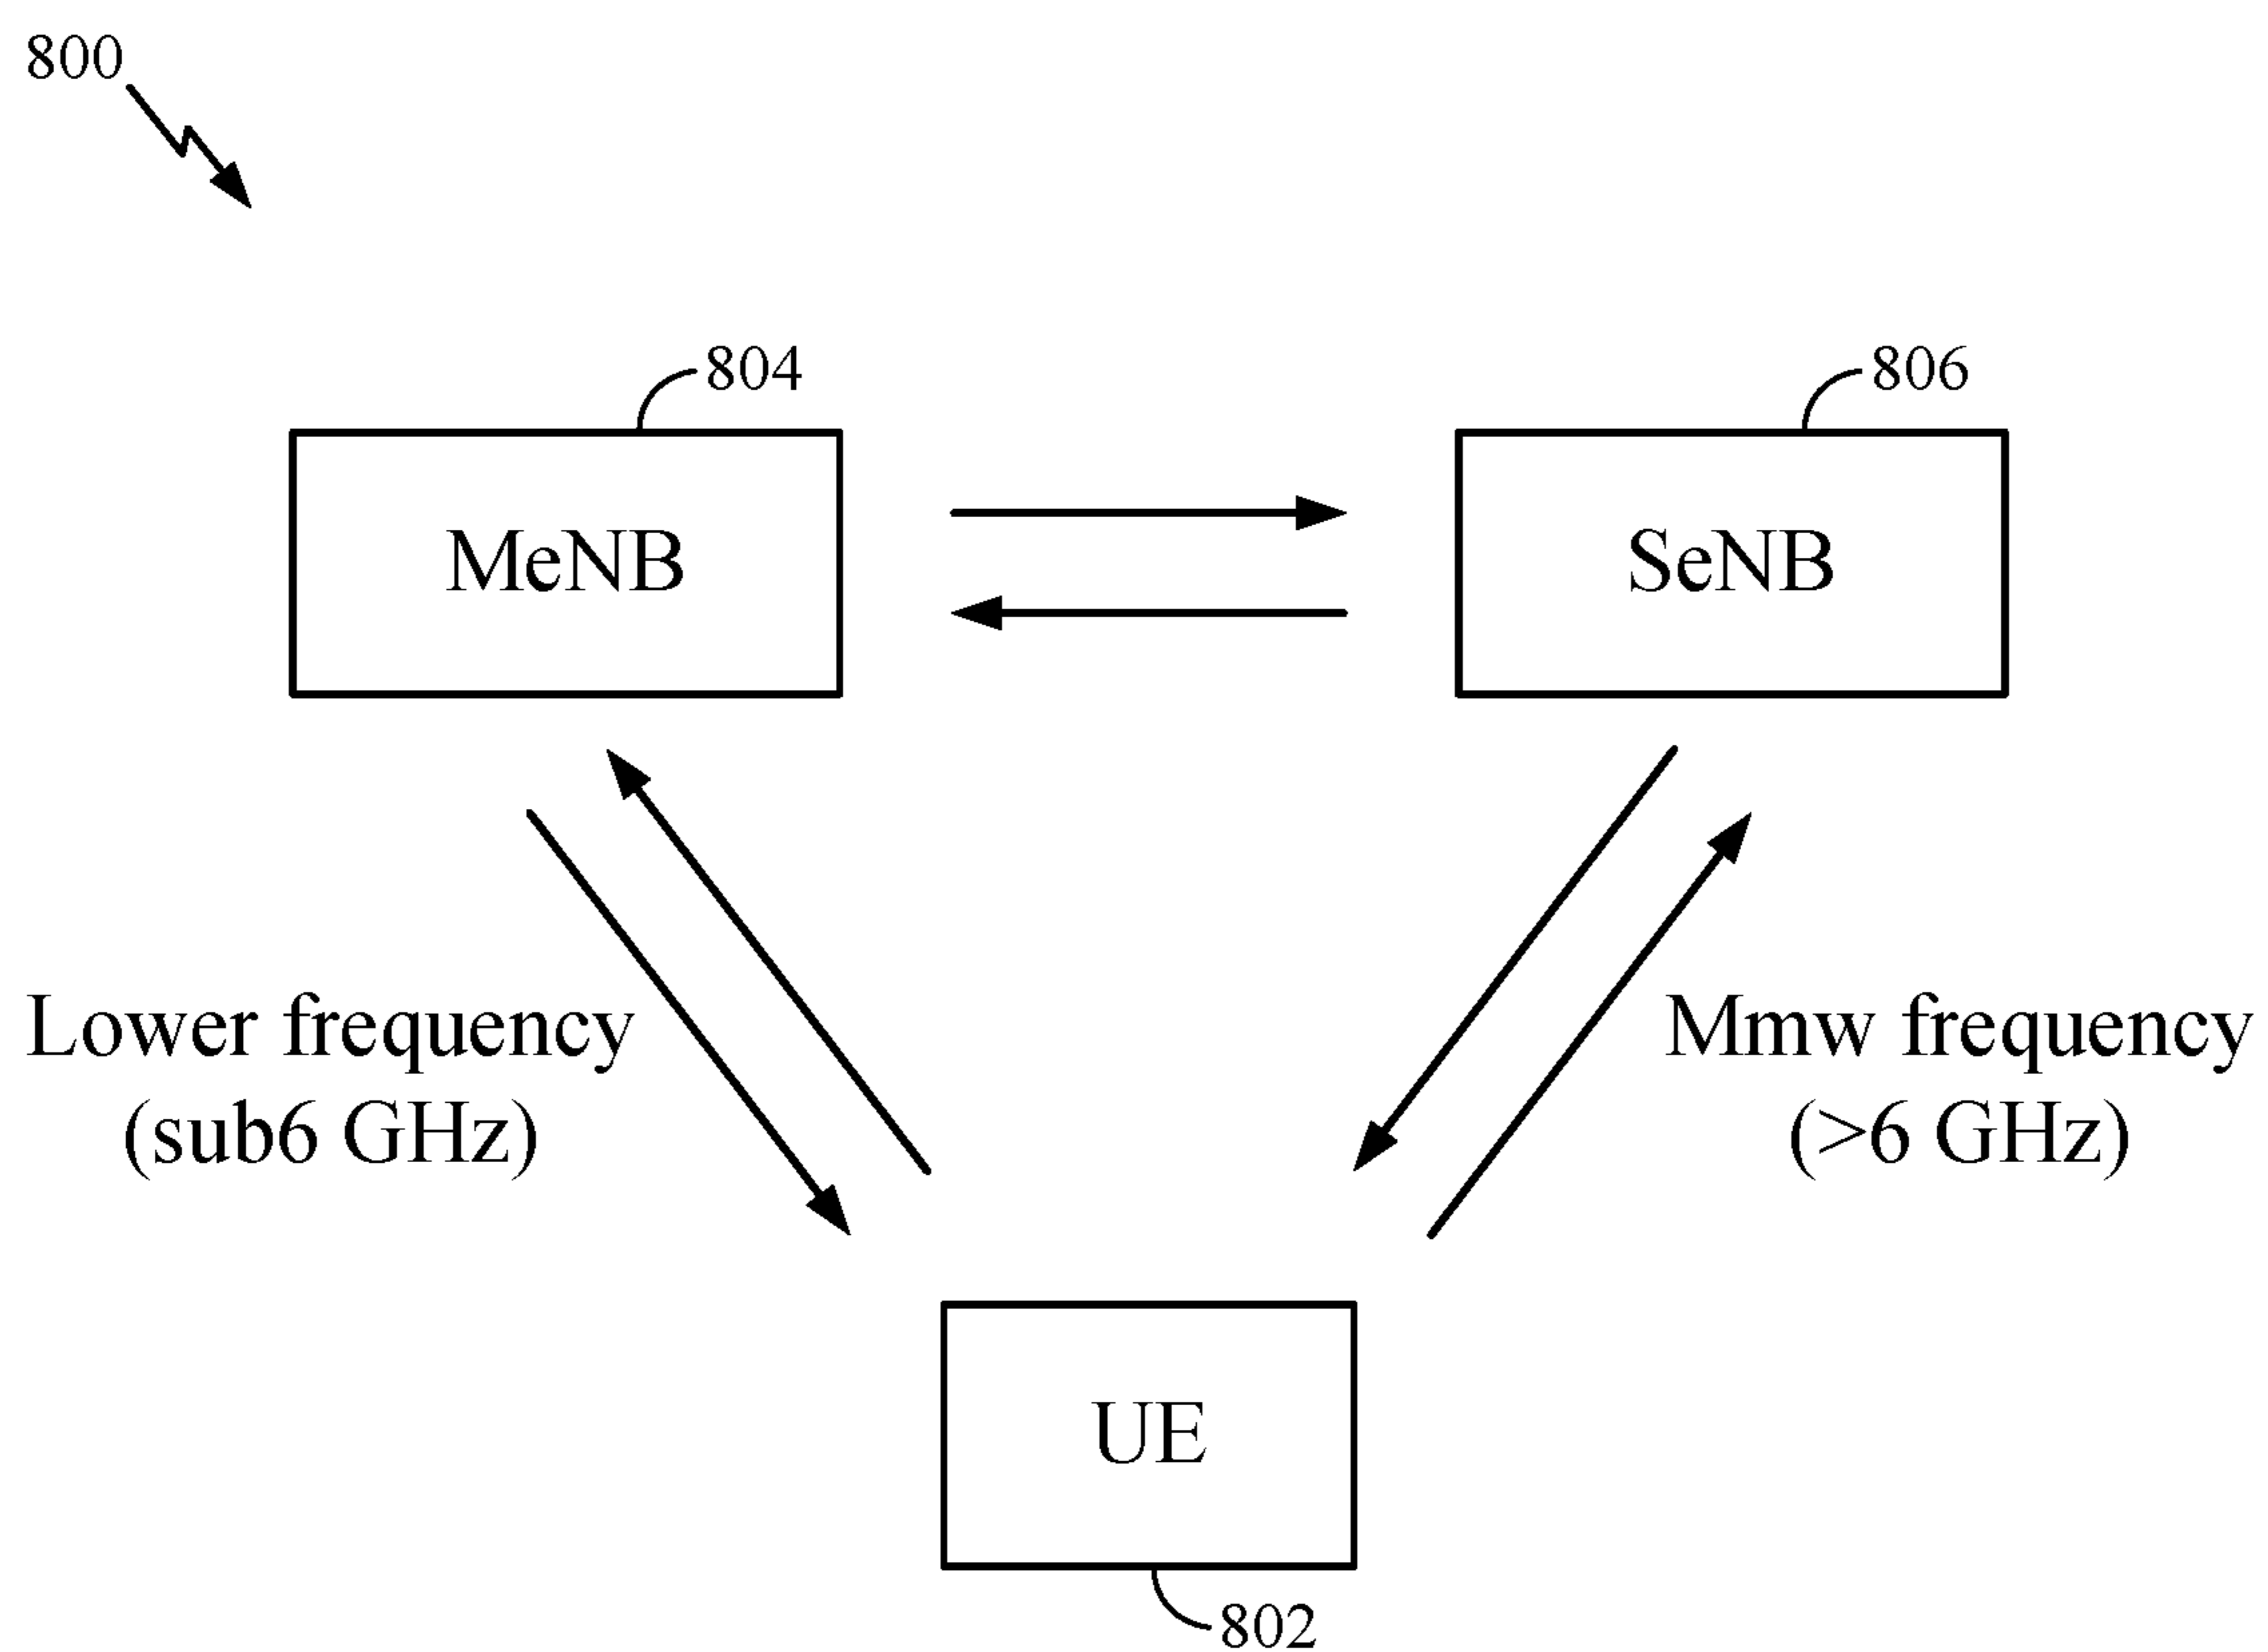 800
804
806
MeNB
SeNB
Lower frequency
(sub6 GHz)
Mmw frequency
(>6 GHz)
UE
802